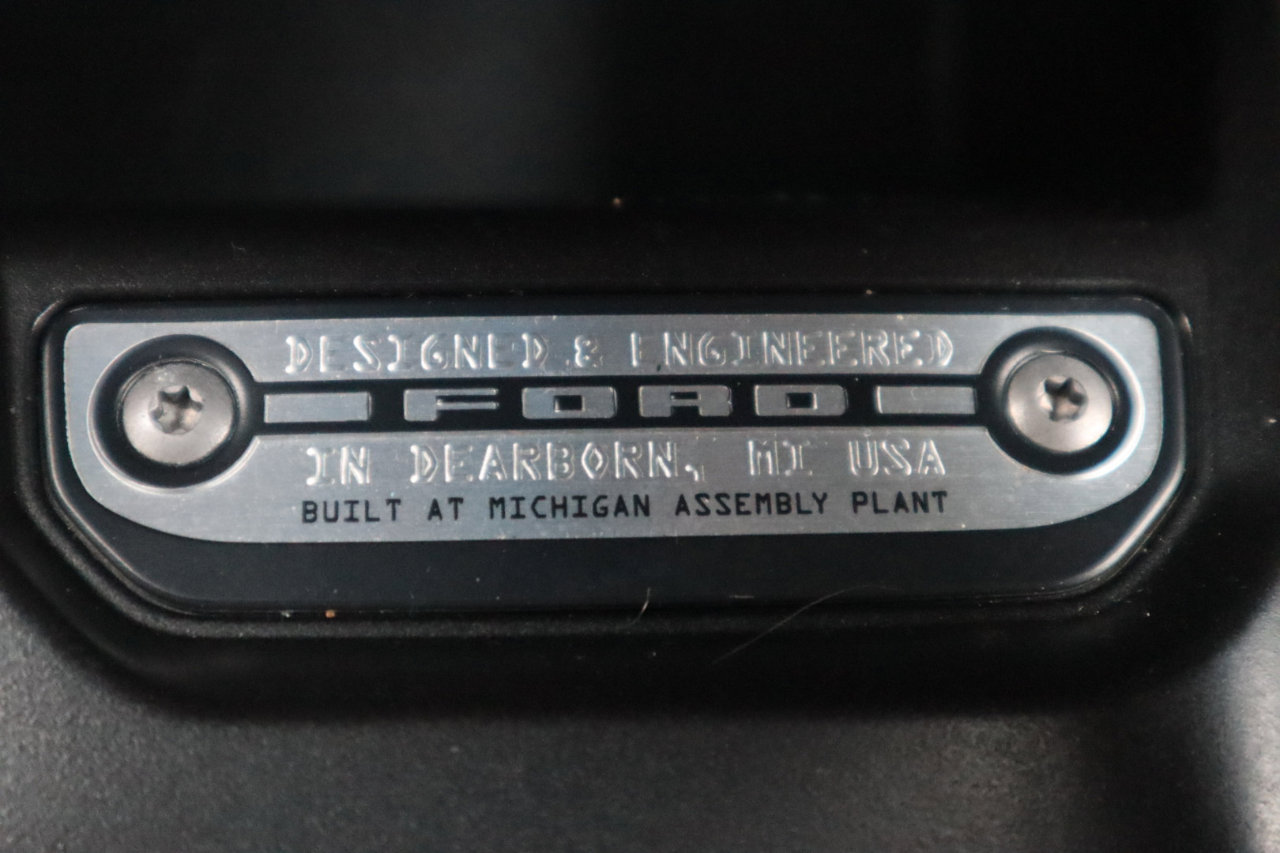 DESIGNED & ENGINEERED
FORD
IN DEARBORN, MI USA
BUILT AT MICHIGAN ASSEMBLY PLANT